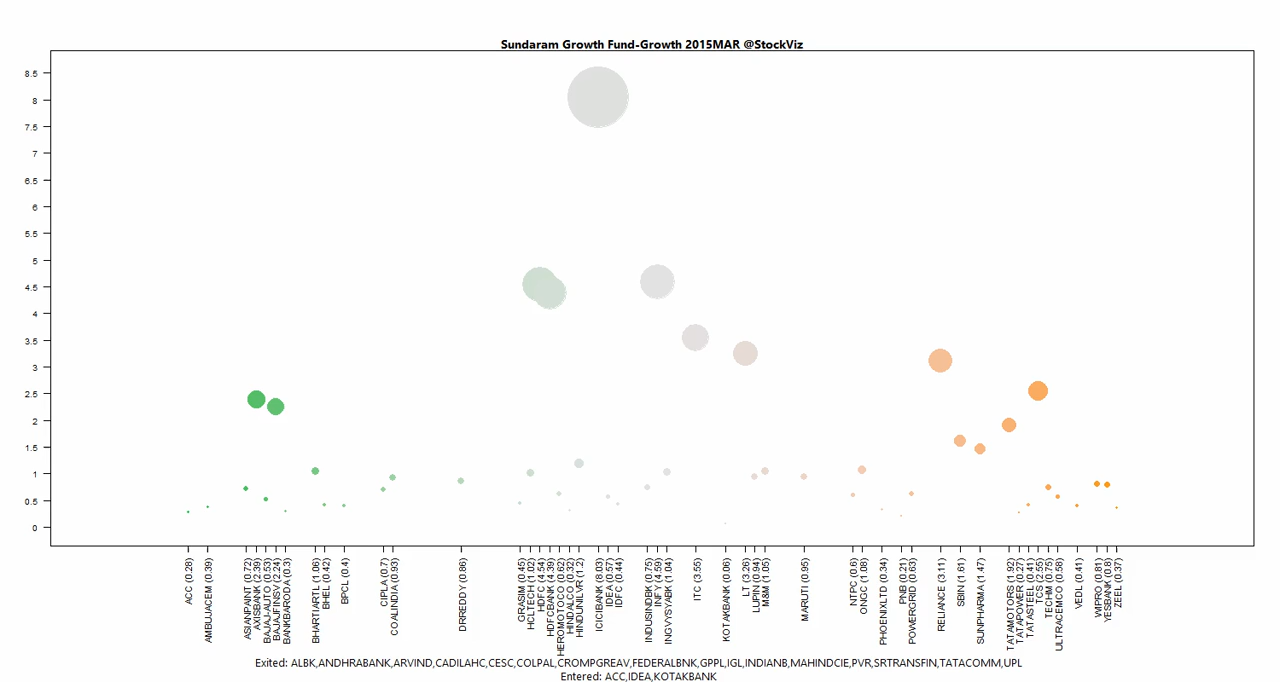 Sundaram Growth Fund-Growth 2015MAR @StockViz
8.5
8
7.5
7
6.5
6
5.5
5
4.5
4
3.5
3
2.5
2
1.5
1
0.5
0
ACC (0.28)
AMBUJACEM (0.39)
ASIANPAINT (0.72)
AXISBANK (2.39)
BAJAJ-AUTO (0.53)
BAJAJFINSV (2.24)
BANKBARODA (0.3)
BHARTIARTL (1.06)
BHEL (0.42)
BPCL (0.4)
CIPLA (0.7)
COALINDIA (0.93)
DRREDDY (0.86)
GRASIM (0.45)
HCLTECH (1.02)
HDFC (4.54)
HDFCBANK (4.39)
HEROMOTOCO (0.62)
HINDALCO (0.32)
HINDUNILVR (1.2)
ICICIBANK (8.03)
IDEA (0.57)
IDFC (0.44)
INDUSINDBK (0.75)
INFY (4.59)
INGVYSYABK (1.04)
ITC (3.55)
KOTAKBANK (0.06)
LT (3.26)
LUPIN (0.94)
M&M (1.05)
MARUTI (0.95)
NTPC (0.6)
ONGC (1.08)
PHOENIXLTD (0.34)
PNB (0.21)
POWERGRID (0.63)
RELIANCE (3.11)
SBIN (1.61)
SUNPHARMA (1.47)
TATAMOTORS (1.92)
TATAPOWER (0.27)
TATASTEEL (0.41)
TCS (2.55)
TECHM (0.75)
ULTRACEMCO (0.58)
VEDL (0.41)
WIPRO (0.81)
YESBANK (0.8)
ZEEL (0.37)
Exited: ALBK,ANDHRABANK,ARVIND,CADILAHC,CESC,COLPAL,CROMPGREAV,FEDERALBNK,GPPL,IGL,INDIANB,MAHINDCIE,PVR,SRTRANSFIN,TATACOMM,UPL
Entered: ACC,IDEA,KOTAKBANK